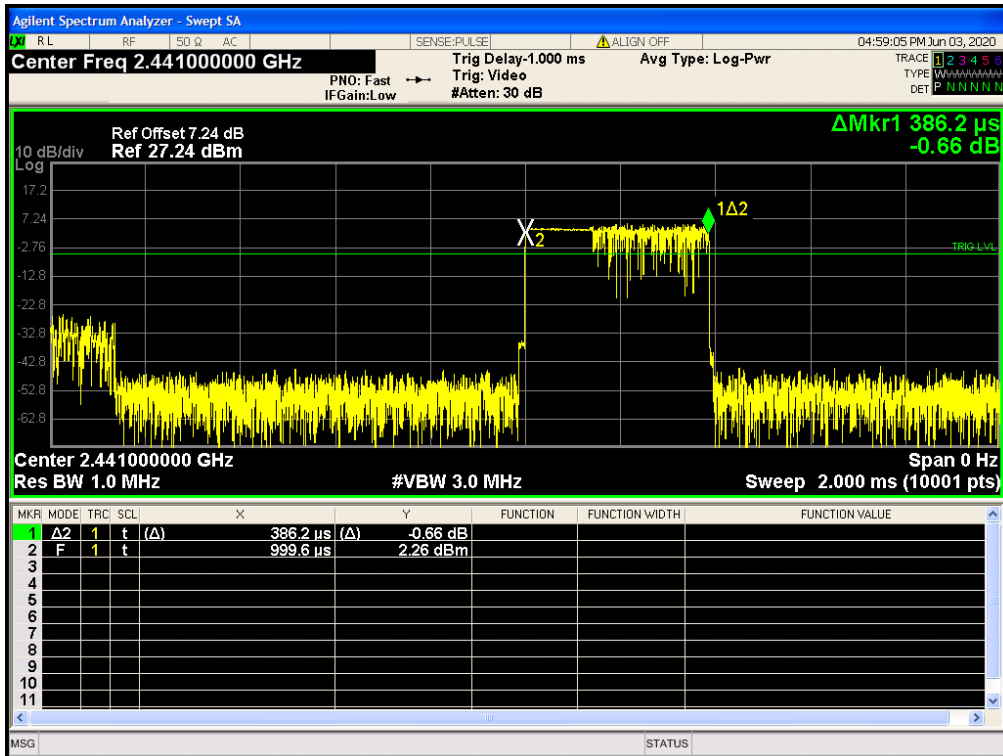 Agilent Spectrum Analyzer - Swept SA
LXI RL RF 50 Ω AC SENSE:PULSE ALIGN OFF 04:59:05 PM Jun 03, 2020
Center Freq 2.441000000 GHz Trig Delay-1.000 ms Avg Type: Log-Pwr TRACE 1 2 3 4 5 6
PNO: Fast Trig: Video TYPE W
IFGain:Low #Atten: 30 dB DET P N N N N N
ΔMkr1 386.2 µs
-0.66 dB
Ref Offset 7.24 dB
10 dB/div Ref 27.24 dBm
Log
17.2
7.24
-2.76
-12.8
-22.8
-32.8
-42.8
-52.8
-62.8
1Δ2
2
TRIG LVL
Center 2.441000000 GHz Span 0 Hz
Res BW 1.0 MHz #VBW 3.0 MHz Sweep 2.000 ms (10001 pts)
MKR MODE TRC SCL X Y FUNCTION FUNCTION WIDTH FUNCTION VALUE
1 Δ2 1 t (Δ) 386.2 µs (Δ) -0.66 dB
2 F 1 t 999.6 µs 2.26 dBm
3
4
5
6
7
8
9
10
11
MSG STATUS